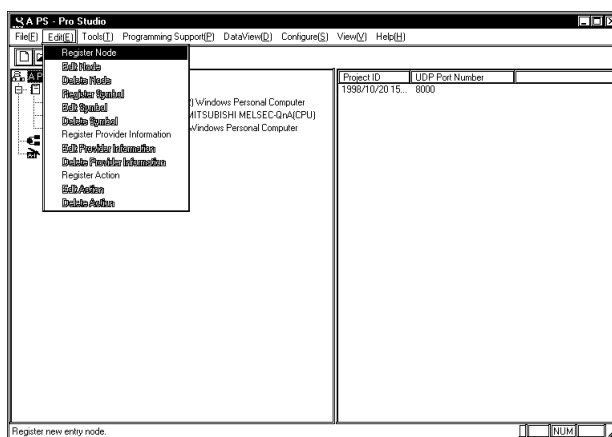 A PS - Pro Studio
File(F) Edit(E) Tools(T) Programming Support(P) DataView(D) Configure(S) View(V) Help(H)
Register Node
Edit Node
Delete Node
Register Symbol
Edit Symbol
Delete Symbol
Register Provider Information
Edit Provider Information
Delete Provider Information
Register Action
Edit Action
Delete Action
AP
) Windows Personal Computer
MITSUBISHI MELSEC-QnA(CPU)
Windows Personal Computer
Project ID UDP Port Number
1998/10/20 15... 8000
Register new entry node.
NUM